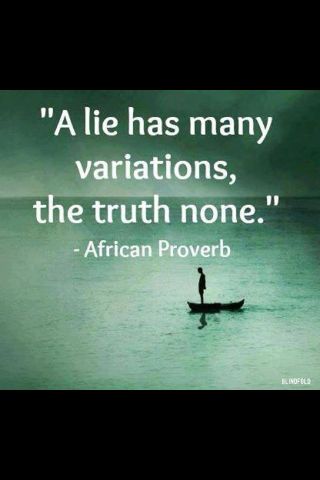 "A lie has many
variations,
the truth none."
- African Proverb
BLINDFOLD